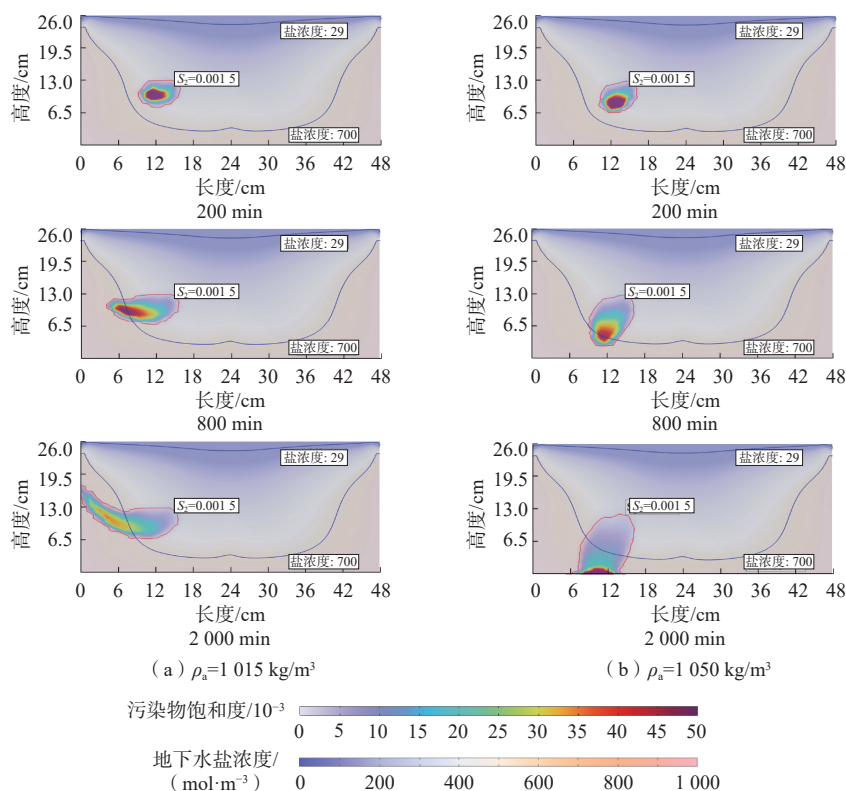 26.0
盐浓度: 29
19.5
高度/cm
13.0
S₂=0.001 5
6.5
盐浓度: 700
0 6 12 18 24 30 36 42 48
长度/cm
200 min
26.0
盐浓度: 29
19.5
高度/cm
13.0
S₂=0.001 5
6.5
盐浓度: 700
0 6 12 18 24 30 36 42 48
长度/cm
200 min
26.0
盐浓度: 29
19.5
高度/cm
13.0
S₂=0.001 5
6.5
盐浓度: 700
0 6 12 18 24 30 36 42 48
长度/cm
800 min
26.0
盐浓度: 29
19.5
高度/cm
13.0
S₂=0.001 5
6.5
盐浓度: 700
0 6 12 18 24 30 36 42 48
长度/cm
800 min
26.0
盐浓度: 29
19.5
高度/cm
13.0
S₂=0.001 5
6.5
盐浓度: 700
0 6 12 18 24 30 36 42 48
长度/cm
2 000 min
26.0
盐浓度: 29
19.5
高度/cm
13.0
S₂=0.001 5
6.5
盐浓度: 700
0 6 12 18 24 30 36 42 48
长度/cm
2 000 min
（a）ρₐ=1 015 kg/m³
（b）ρₐ=1 050 kg/m³
污染物饱和度/10⁻³
0 5 10 15 20 25 30 35 40 45 50
地下水盐浓度/
（mol·m⁻³）
0 200 400 600 800 1 000